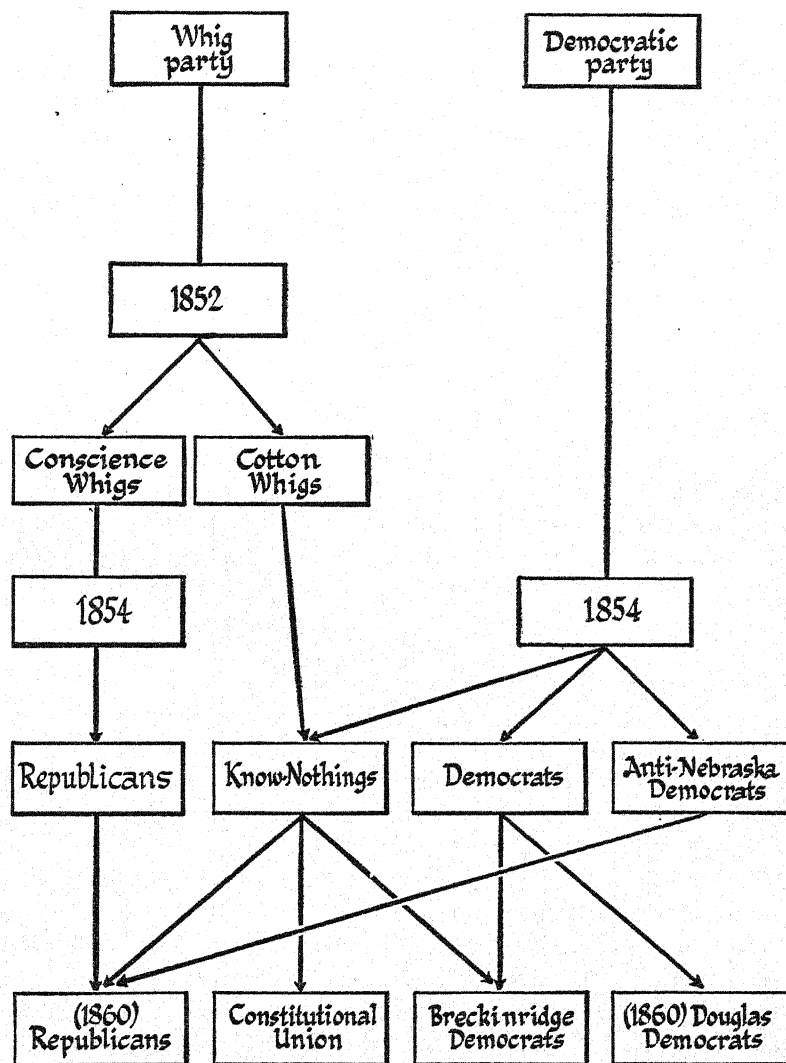 Whig
party
Democratic
party
1852
Conscience
Whigs
Cotton
Whigs
1854
1854
Republicans
Know-Nothings
Democrats
Anti-Nebraska
Democrats
(1860)
Republicans
Constitutional
Union
Breckinridge
Democrats
(1860) Douglas
Democrats